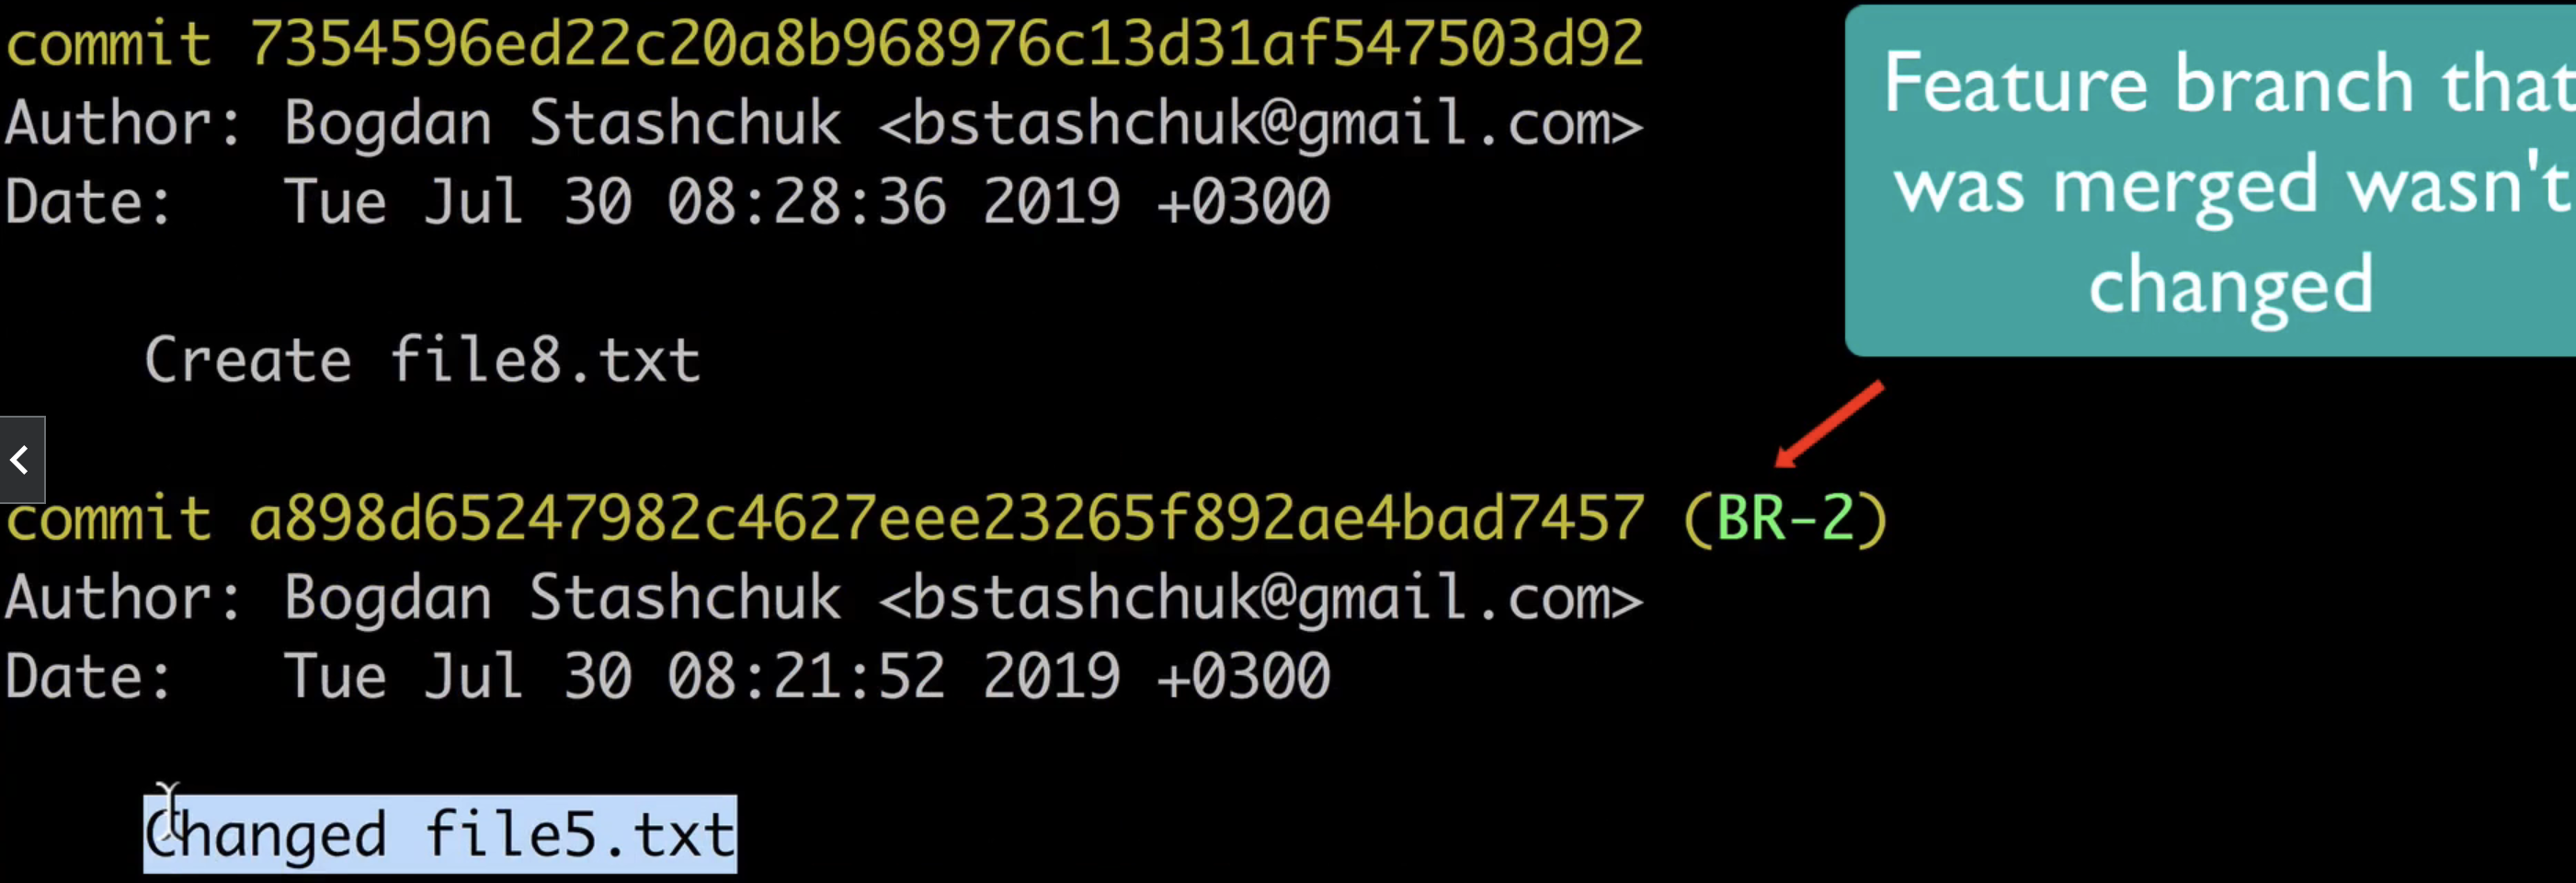 commit 7354596ed22c20a8b968976c13d31af547503d92
Author: Bogdan Stashchuk <bstashchuk@gmail.com>
Date:   Tue Jul 30 08:28:36 2019 +0300
Create file8.txt
Feature branch that
was merged wasn't
changed
commit a898d65247982c4627eee23265f892ae4bad7457 (BR-2)
Author: Bogdan Stashchuk <bstashchuk@gmail.com>
Date:   Tue Jul 30 08:21:52 2019 +0300
Changed file5.txt